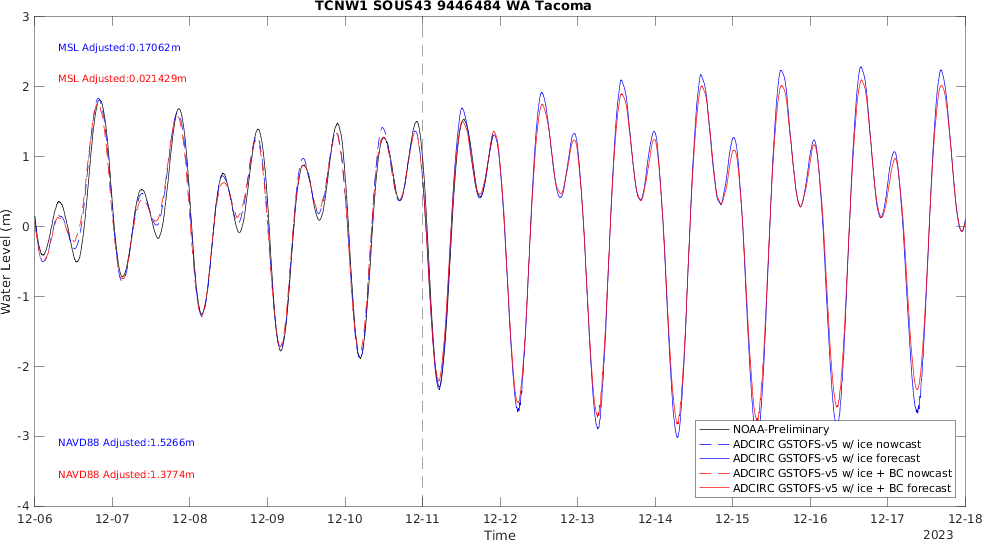 TCNW1 SOUS43 9446484 WA Tacoma
3
MSL Adjusted:0.17062m
MSL Adjusted:0.021429m
2
1
0
Water Level (m)
-1
-2
-3
NAVD88 Adjusted:1.5266m
NAVD88 Adjusted:1.3774m
-4
NOAA-Preliminary
ADCIRC GSTOFS-v5 w/ ice nowcast
ADCIRC GSTOFS-v5 w/ ice forecast
ADCIRC GSTOFS-v5 w/ ice + BC nowcast
ADCIRC GSTOFS-v5 w/ ice + BC forecast
12-06 12-07 12-08 12-09 12-10 12-11 12-12 12-13 12-14 12-15 12-16 12-17 12-18
Time
2023